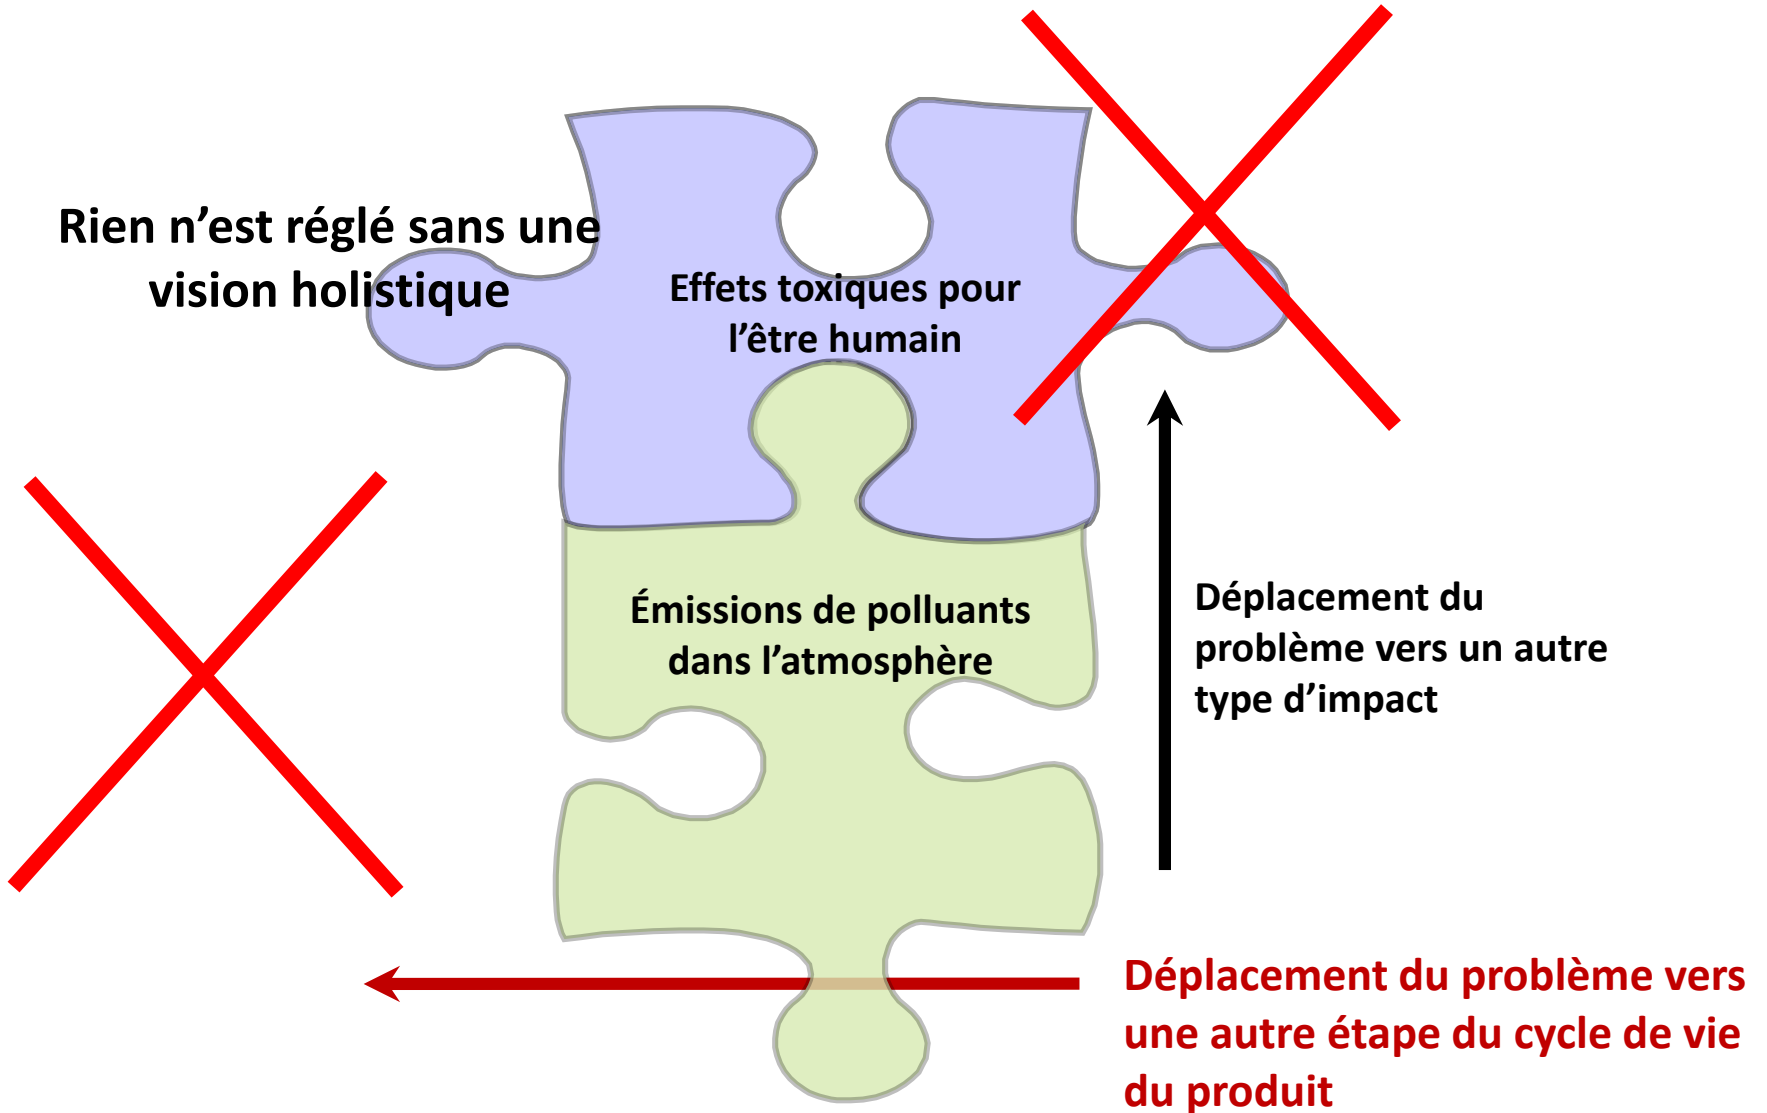 Rien n’est réglé sans une
vision holistique
Effets toxiques pour
l’être humain
Émissions de polluants
dans l’atmosphère
Déplacement du
problème vers un autre
type d’impact
Déplacement du problème vers
une autre étape du cycle de vie
du produit